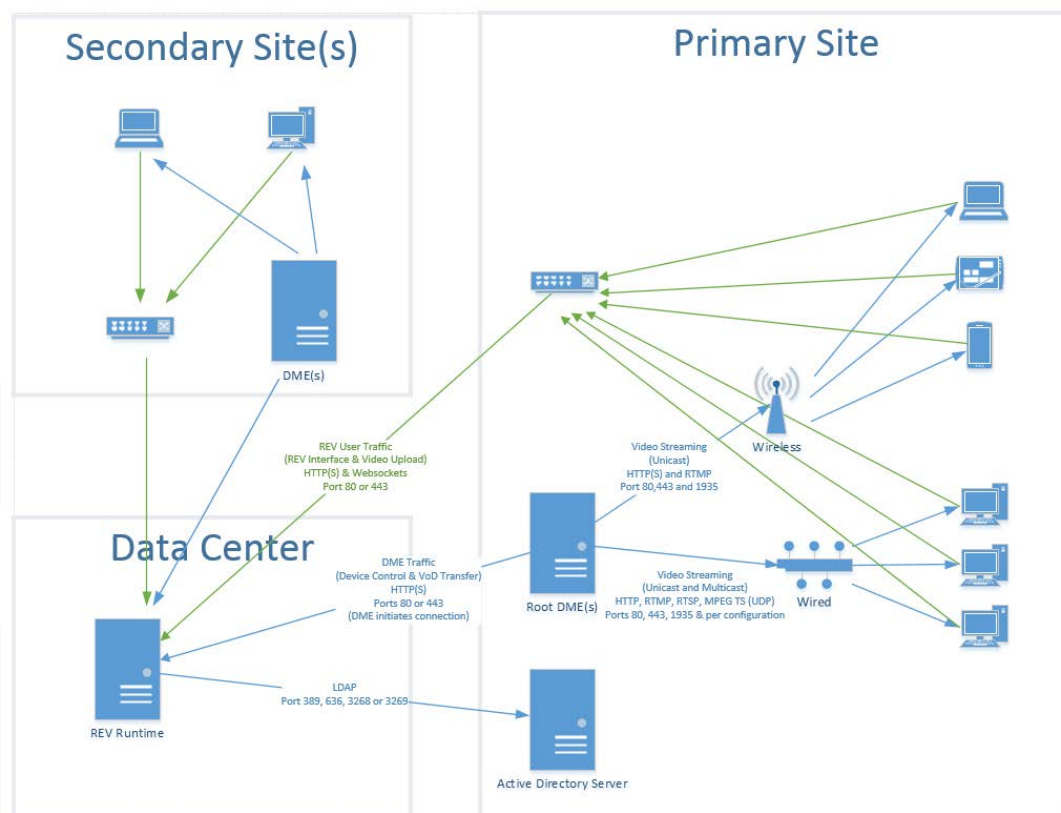 Secondary Site(s)
Primary Site
DME(s)
REV User Traffic
(REV Interface & Video Upload)
HTTP(S) & Websockets
Port 80 or 443
Video Streaming
(Unicast)
HTTP(S) and RTMP
Port 80,443 and 1935
Wireless
Data Center
DME Traffic
(Device Control & VoD Transfer)
HTTP(S)
Ports 80 or 443
(DME initiates connection)
Root DME(s)
Video Streaming
(Unicast and Multicast)
HTTP, RTMP, RTSP, MPEG TS (UDP)
Ports 80, 443, 1935 & per configuration
Wired
LDAP
Port 389, 636, 3268 or 3269
REV Runtime
Active Directory Server